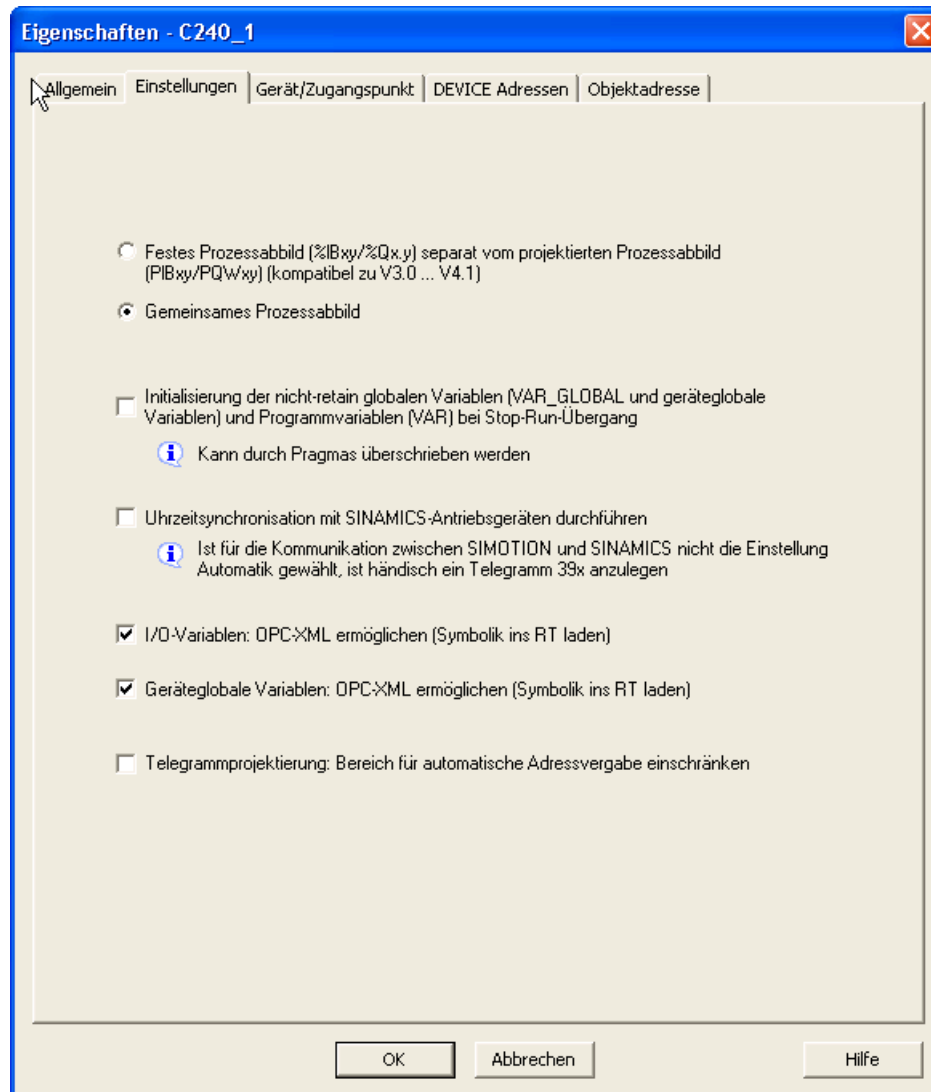 Eigenschaften - C240_1
Allgemein
Einstellungen
Gerät/Zugangspunkt
DEVICE Adressen
Objektadresse
Festes Prozessabbild (%IBxy/%Qx.y) separat vom projektierten Prozessabbild
(PIBxy/PQWxy) (kompatibel zu V3.0 ... V4.1)
Gemeinsames Prozessabbild
Initialisierung der nicht-retain globalen Variablen (VAR_GLOBAL und geräteglobale
Variablen) und Programmvariablen (VAR) bei Stop-Run-Übergang
Kann durch Pragmas überschrieben werden
Uhrzeitsynchronisation mit SINAMICS-Antriebsgeräten durchführen
Ist für die Kommunikation zwischen SIMOTION und SINAMICS nicht die Einstellung
Automatik gewählt, ist händisch ein Telegramm 39x anzulegen
I/O-Variablen: OPC-XML ermöglichen (Symbolik ins RT laden)
Geräteglobale Variablen: OPC-XML ermöglichen (Symbolik ins RT laden)
Telegrammprojektierung: Bereich für automatische Adressvergabe einschränken
OK
Abbrechen
Hilfe